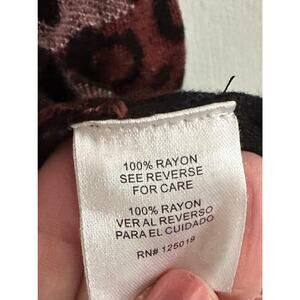 100% RAYON
SEE REVERSE
FOR CARE
100% RAYON
VER AL REVERSO
PARA EL CUIDADO
RN# 125019